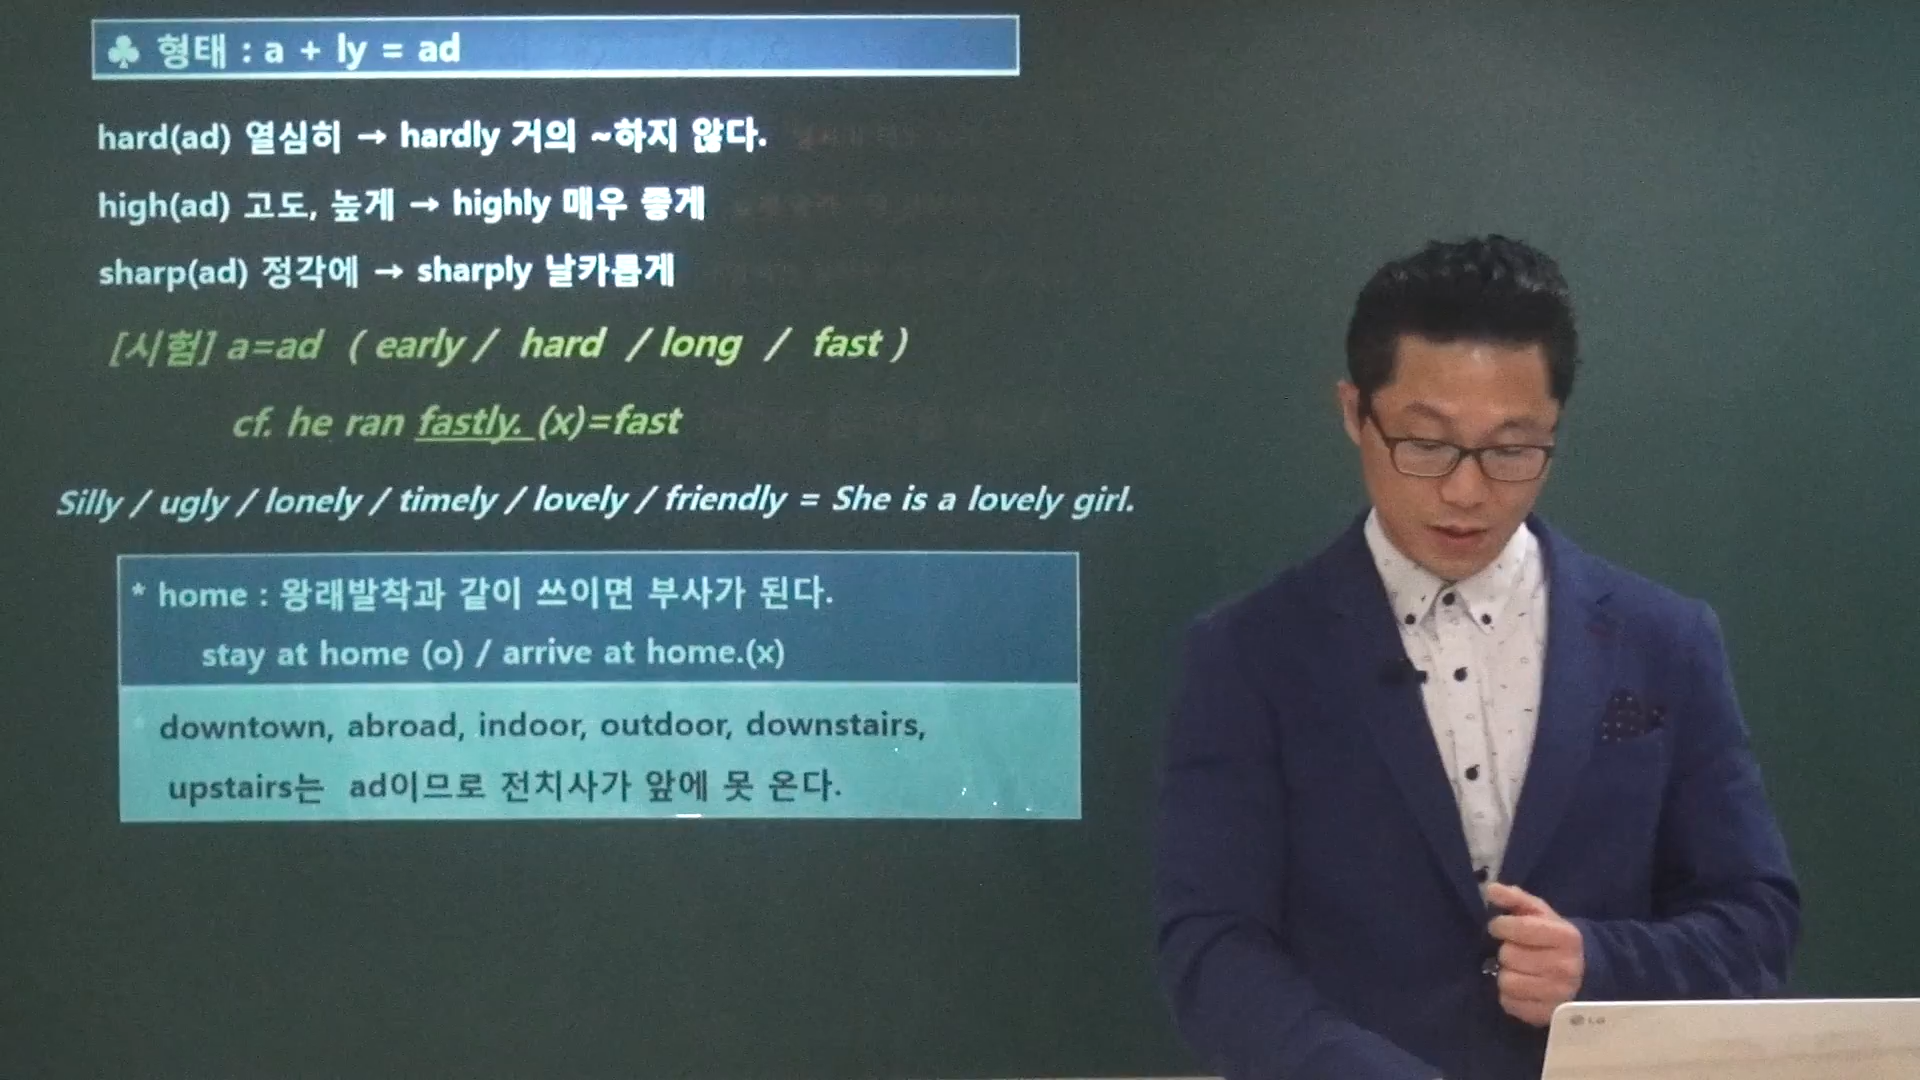 ♣ 형태 : a + ly = ad
hard(ad) 열심히 → hardly 거의 ~하지 않다.
high(ad) 고도, 높게 → highly 매우 좋게
sharp(ad) 정각에 → sharply 날카롭게
[시험] a=ad ( early / hard / long / fast )
cf. he ran fastly. (x)=fast
Silly / ugly / lonely / timely / lovely / friendly = She is a lovely girl.
* home : 왕래발착과 같이 쓰이면 부사가 된다.
stay at home (o) / arrive at home.(x)
downtown, abroad, indoor, outdoor, downstairs,
upstairs는 ad이므로 전치사가 앞에 못 온다.
LG